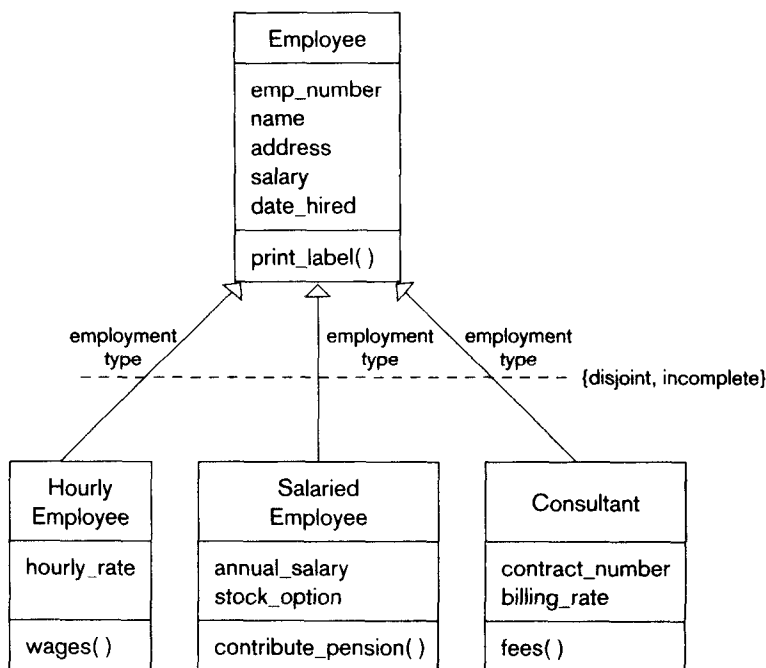 Employee
emp_number
name
address
salary
date_hired
print_label( )
employment
type
employment
type
employment
type
{disjoint, incomplete}
Hourly
Employee
hourly_rate
wages( )
Salaried
Employee
annual_salary
stock_option
contribute_pension( )
Consultant
contract_number
billing_rate
fees( )